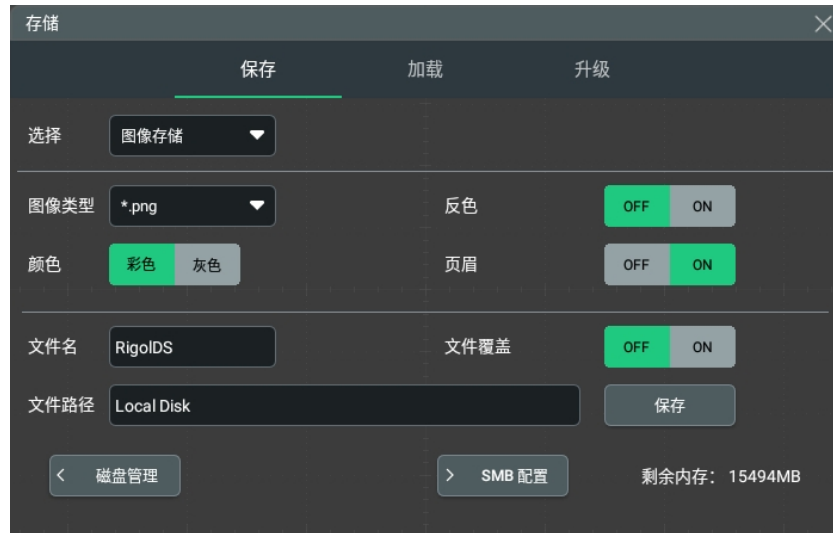 存储
保存 加载 升级
选择 图像存储
图像类型 *.png 反色 OFF ON
颜色 彩色 灰色 页眉 OFF ON
文件名 RigolDS 文件覆盖 OFF ON
文件路径 Local Disk 保存
< 磁盘管理 > SMB 配置 剩余内存： 15494MB